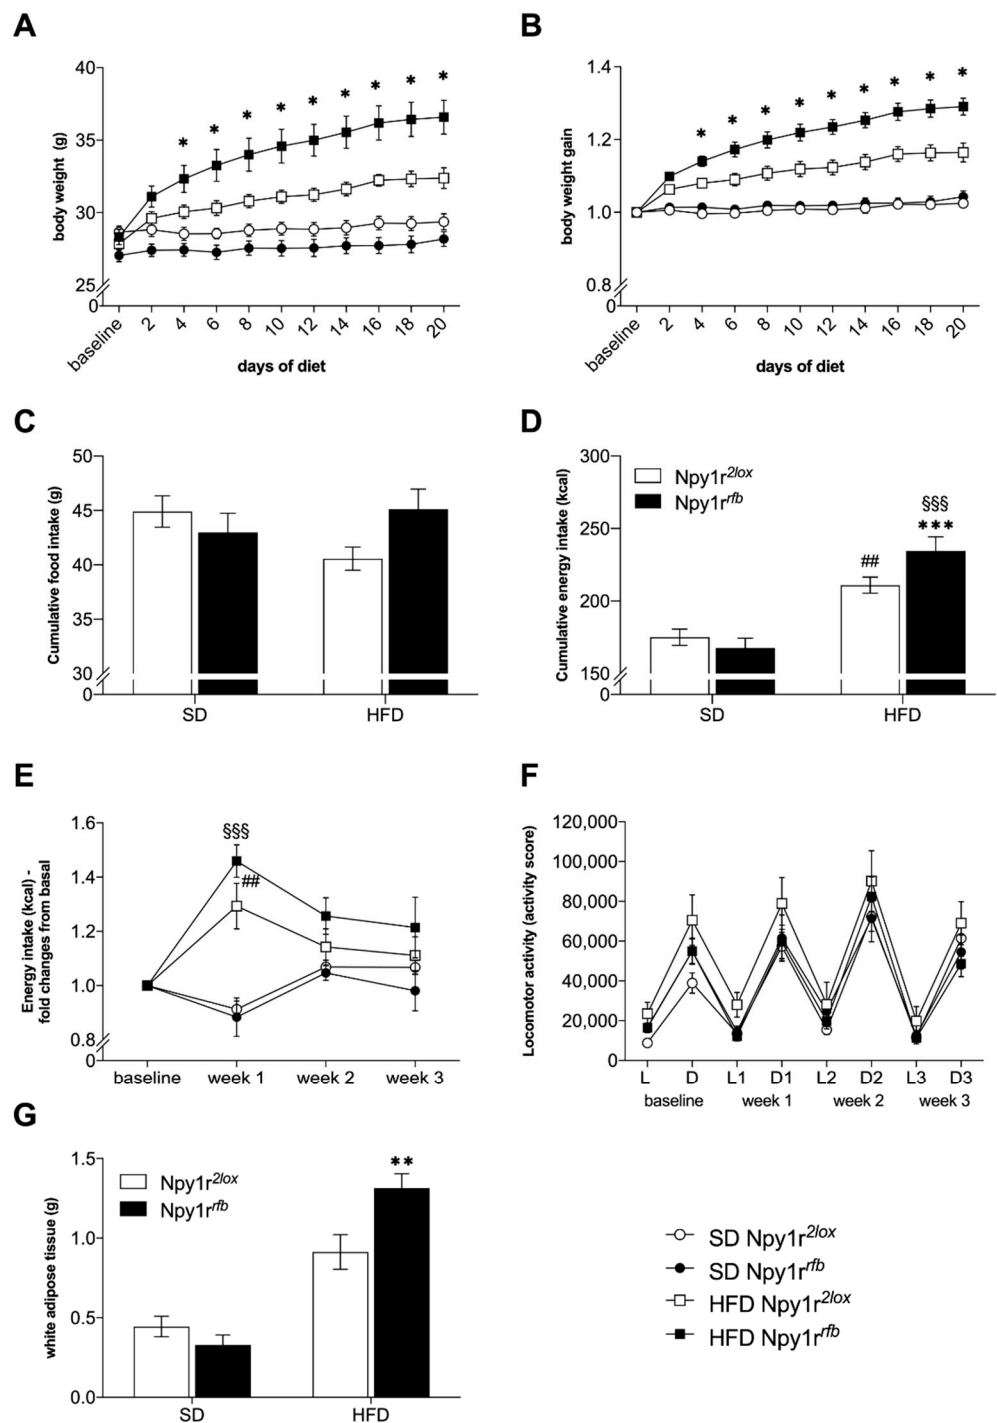 A
B
body weight (g)
40
35
30
25
0
* * * * * * * * *
baseline 2 4 6 8 10 12 14 16 18 20
days of diet
body weight gain
1.4
1.2
1.0
0.8
0
* * * * * * * * *
baseline 2 4 6 8 10 12 14 16 18 20
days of diet
C
D
Cumulative food intake (g)
50
45
40
35
30
0
SD HFD
Cumulative energy intake (kcal)
300
250
200
150
0
Npy1r2lox
Npy1rrfb
##
§§§
***
SD HFD
E
F
Energy intake (kcal) -
fold changes from basal
1.6
1.4
1.2
1.0
0.8
0
§§§
##
baseline week 1 week 2 week 3
Locomotor activity (activity score)
120,000
100,000
80,000
60,000
40,000
20,000
0
L D L1 D1 L2 D2 L3 D3
baseline week 1 week 2 week 3
G
white adipose tissue (g)
1.5
1.0
0.5
0.0
Npy1r2lox
Npy1rrfb
**
SD HFD
SD Npy1r2lox
SD Npy1rrfb
HFD Npy1r2lox
HFD Npy1rrfb